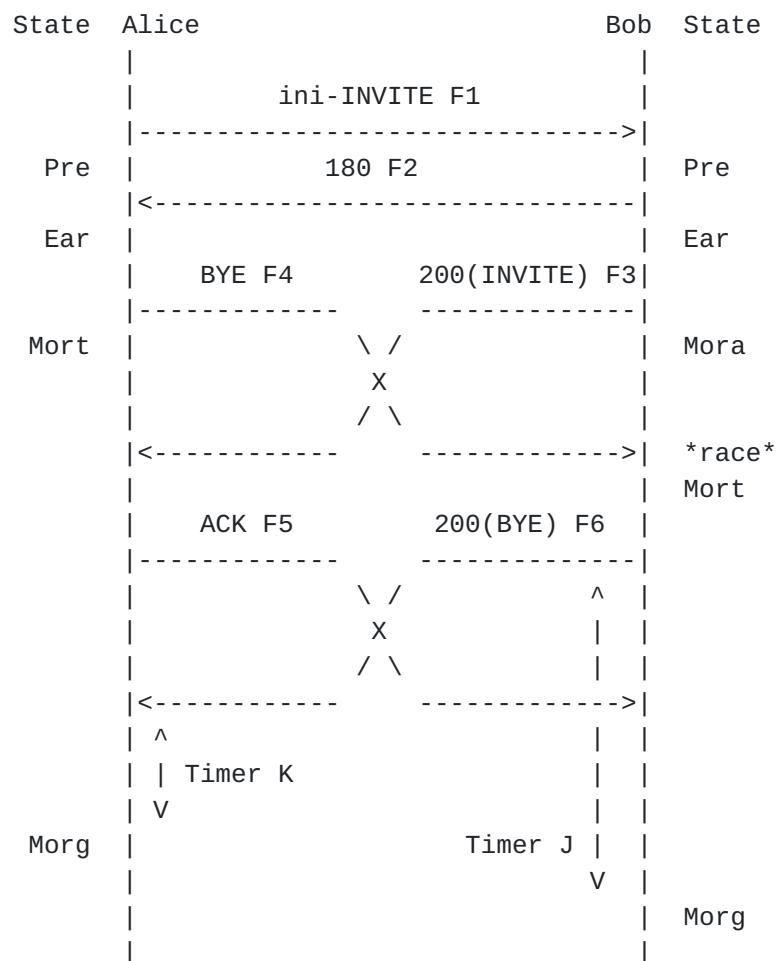 State  Alice                          Bob  State
       |                                |
       |         ini-INVITE F1          |
       |------------------------------->|
  Pre  |            180 F2              |  Pre
       |<-------------------------------|
  Ear  |                                |  Ear
       |    BYE F4        200(INVITE) F3|
       |-------------     --------------|
 Mort  |              \ /               |  Mora
       |               X                |
       |              / \               |
       |<------------     ------------->|  *race*
       |                                |  Mort
       |    ACK F5         200(BYE) F6  |
       |-------------     --------------|
       |              \ /            ^  |
       |               X             |  |
       |              / \            |  |
       |<------------     ------------->|
       | ^                           |  |
       | | Timer K                   |  |
       | V                           |  |
 Morg  |                     Timer J |  |
       |                             V  |
       |                                |  Morg
       |                                |